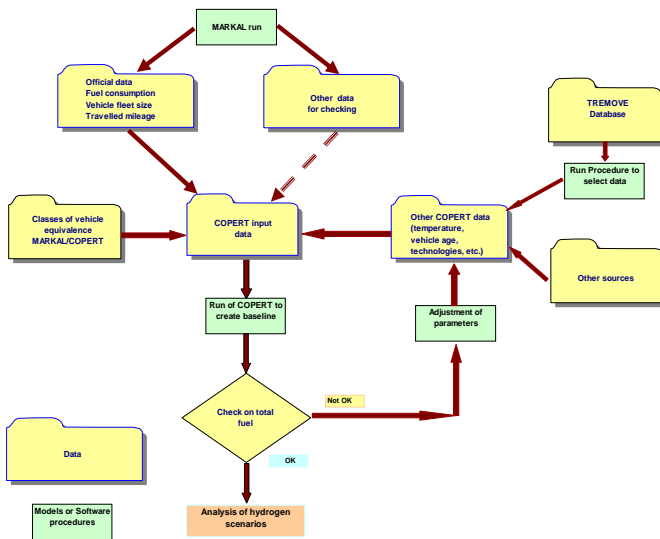 MARKAL run
Official data
Fuel consumption
Vehicle fleet size
Travelled mileage
Other data
for checking
TREMOVE
Database
Run Procedure to
select data
Classes of vehicle
equivalence
MARKAL/COPERT
COPERT input
data
Other COPERT data
(temperature,
vehicle age,
technologies, etc.)
Other sources
Run of COPERT to
create baseline
Adjustment of
parameters
Check on total
fuel
Not OK
OK
Data
Models or Software
procedures
Analysis of hydrogen
scenarios